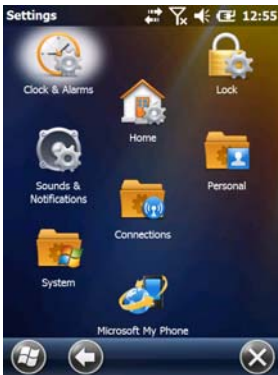 Settings 12:55
Clock & Alarms
Lock
Home
Sounds &
Notifications
Personal
Connections
System
Microsoft My Phone